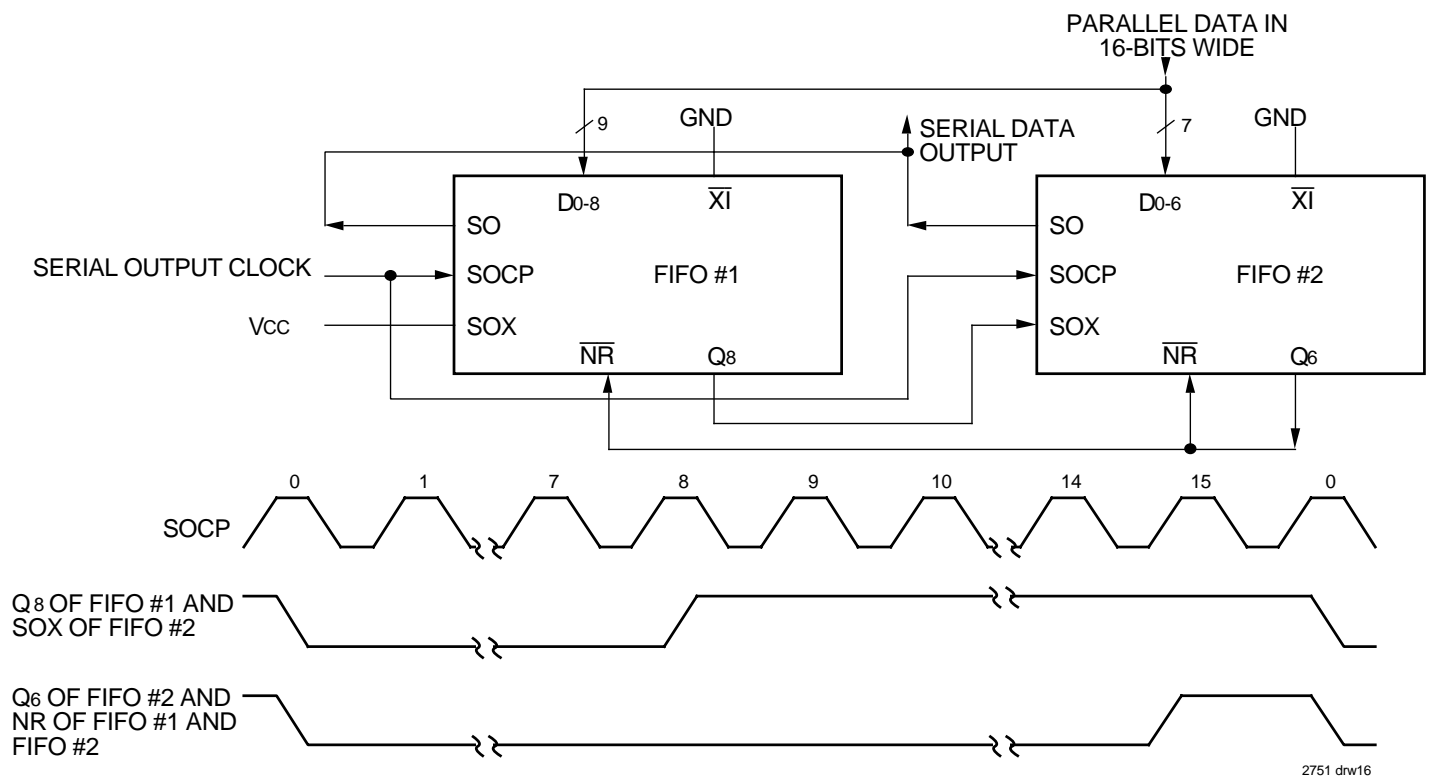 PARALLEL DATA IN
16-BITS WIDE
9
GND
SERIAL DATA
OUTPUT
7
GND
D0-8
XI
D0-6
XI
SO
SO
SERIAL OUTPUT CLOCK
SOCP
FIFO #1
SOCP
FIFO #2
VCC
SOX
SOX
NR
Q8
NR
Q6
0
1
7
8
9
10
14
15
0
SOCP
Q8 OF FIFO #1 AND
SOX OF FIFO #2
Q6 OF FIFO #2 AND
NR OF FIFO #1 AND
FIFO #2
2751 drw16